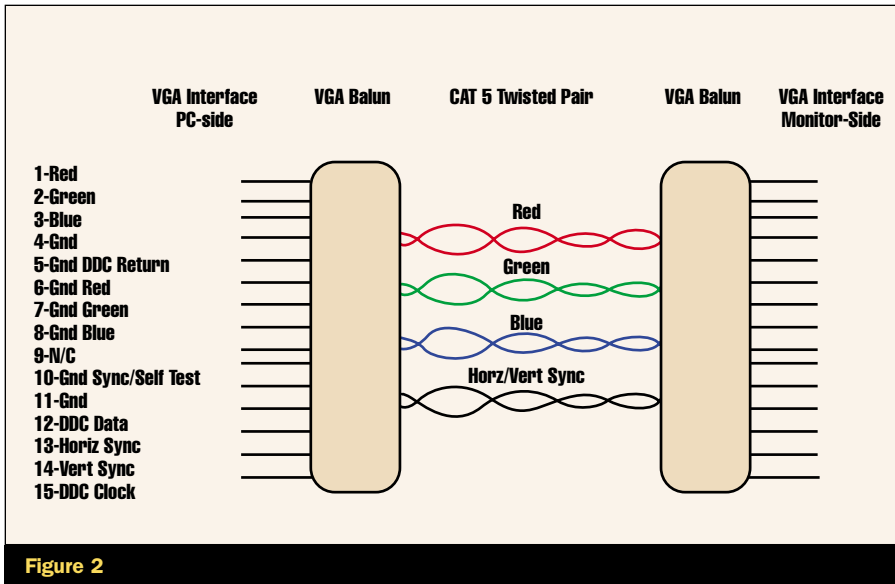 VGA Interface
PC-side
VGA Balun
CAT 5 Twisted Pair
VGA Balun
VGA Interface
Monitor-Side
1-Red
2-Green
3-Blue
4-Gnd
5-Gnd DDC Return
6-Gnd Red
7-Gnd Green
8-Gnd Blue
9-N/C
10-Gnd Sync/Self Test
11-Gnd
12-DDC Data
13-Horiz Sync
14-Vert Sync
15-DDC Clock
Red
Green
Blue
Horz/Vert Sync
Figure 2